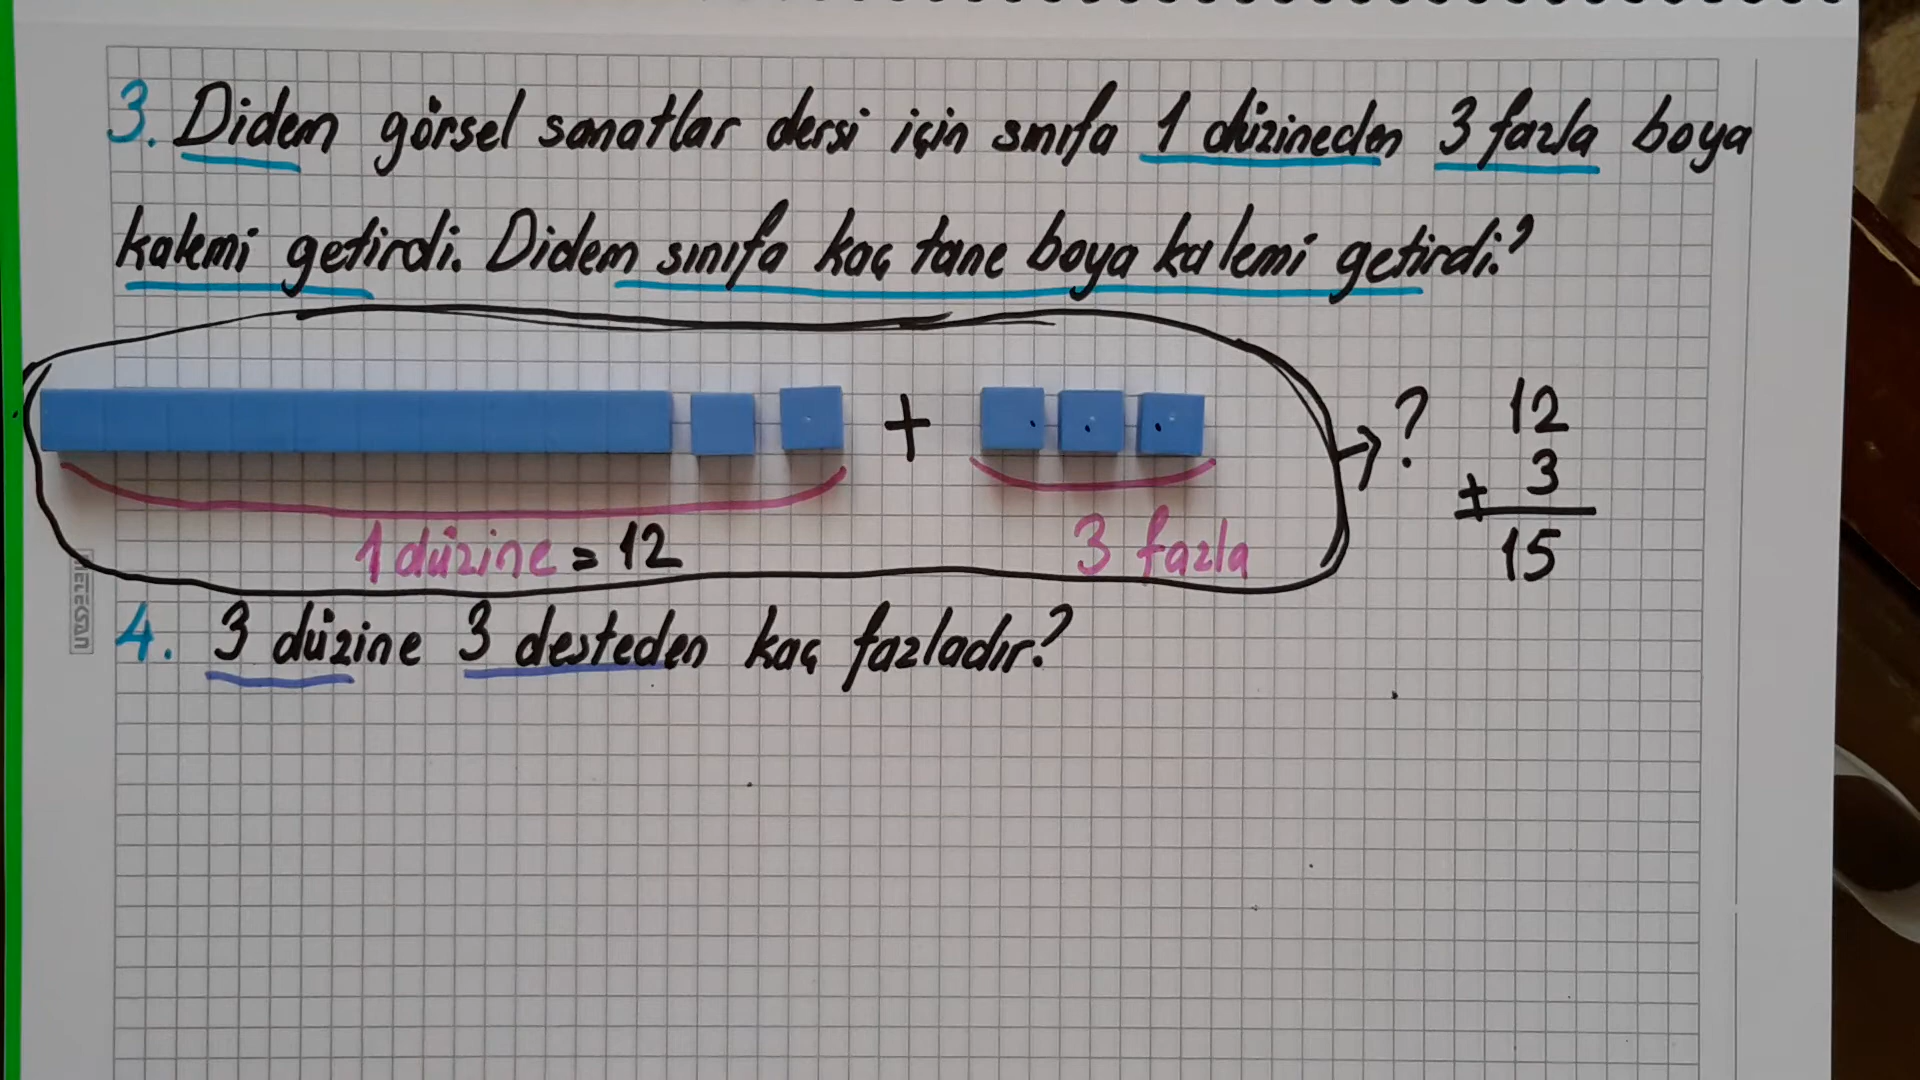 3. Didem görsel sanatlar dersi için sınıfa 1 düzineden 3 fazla boya
kalemi getirdi. Didem sınıfa kaç tane boya kalemi getirdi?
+ → ? 12
+ 3
15
1 düzine = 12 3 fazla
4. 3 düzine 3 desteden kaç fazladır?